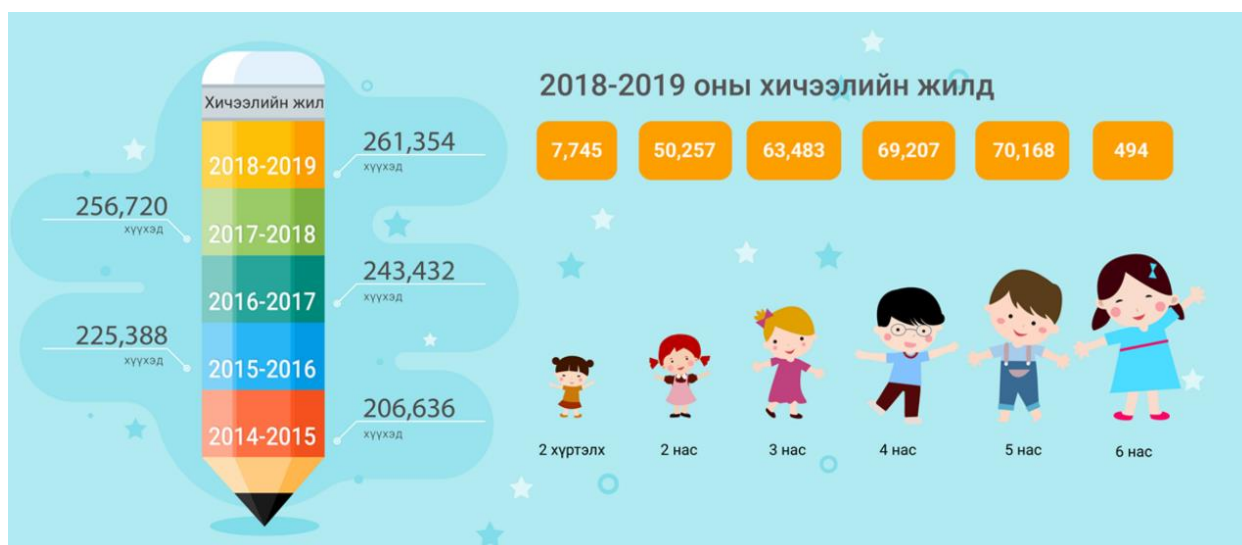 Хичээлийн жил
2018-2019
261,354
хүүхэд
256,720
хүүхэд
2017-2018
2016-2017
243,432
хүүхэд
225,388
хүүхэд
2015-2016
2014-2015
206,636
хүүхэд
2018-2019 оны хичээлийн жилд
7,745 50,257 63,483 69,207 70,168 494
2 хүртэлх 2 нас 3 нас 4 нас 5 нас 6 нас